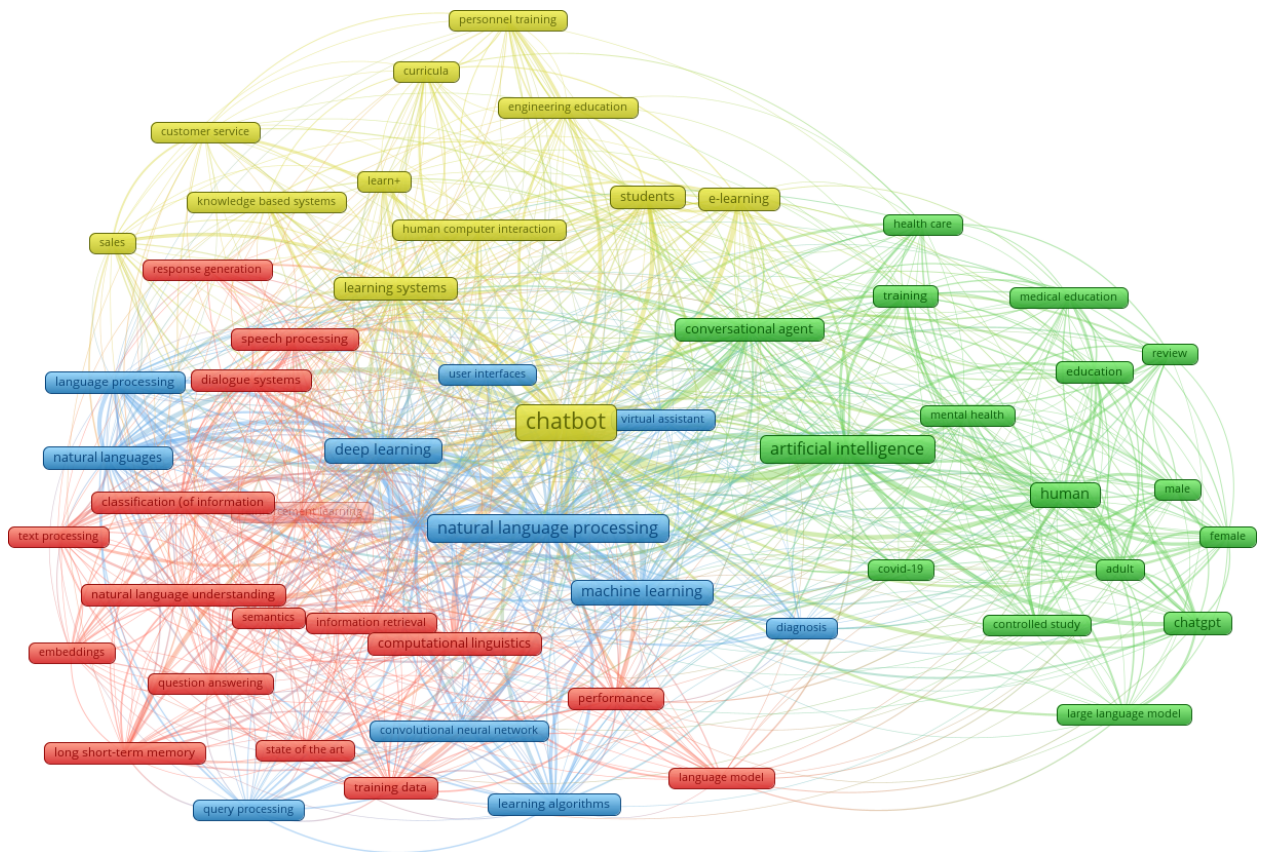 personnel training
curricula
engineering education
customer service
learn+
knowledge based systems
students
e-learning
human computer interaction
health care
sales
response generation
learning systems
training
medical education
conversational agent
speech processing
review
language processing
dialogue systems
user interfaces
education
chatbot
virtual assistant
mental health
deep learning
artificial intelligence
natural languages
human
male
classification (of information
learning
text processing
natural language processing
female
covid-19
adult
natural language understanding
machine learning
semantics
information retrieval
diagnosis
controlled study
chatgpt
computational linguistics
embeddings
question answering
performance
large language model
convolutional neural network
long short-term memory
state of the art
language model
training data
query processing
learning algorithms